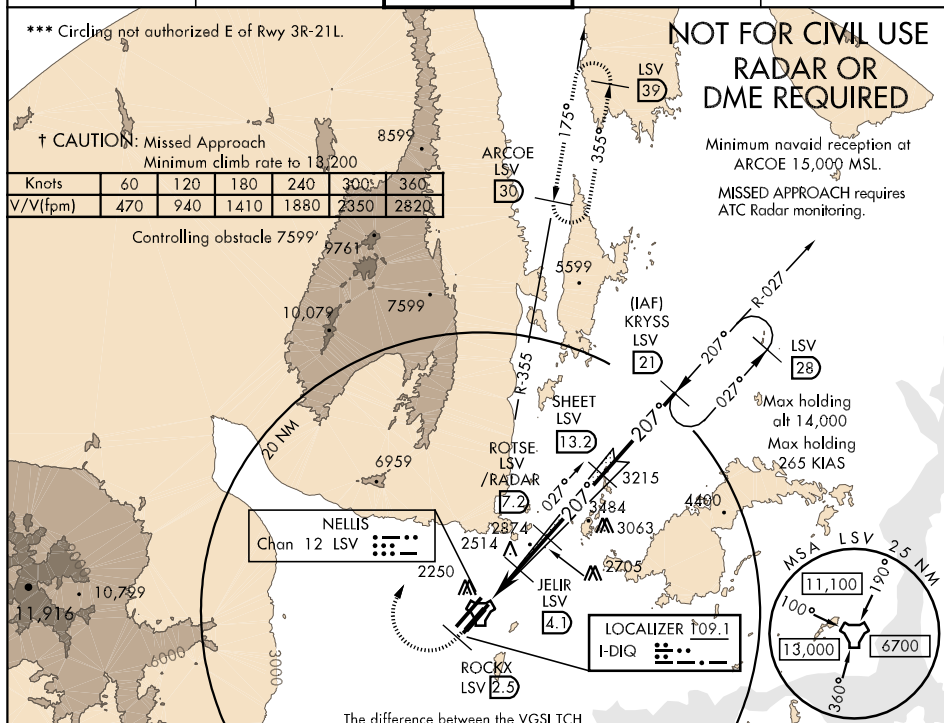 *** Circling not authorized E of Rwy 3R-21L.
NOT FOR CIVIL USE
RADAR OR
DME REQUIRED
Minimum navaid reception at
ARCOE 15,000 MSL.
MISSED APPROACH requires
ATC Radar monitoring.
† CAUTION: Missed Approach
Minimum climb rate to 13,200
Knots 60 120 180 240 300 360
V/V(fpm) 470 940 1410 1880 2350 2820
Controlling obstacle 7599'
8599
9761
10,079
7599
ARCOE
LSV
30
LSV
39
175°
355°
5599
R-355
(IAF)
KRYSS
LSV
21
R-027
207°
027°
LSV
28
Max holding
alt 14,000
Max holding
265 KIAS
20 NM
6959
SHEET
LSV
13.2
207°
ROTSE
LSV
/RADAR
7.2
027°
207°
3215
3484
3063
4400
2874
2514
2705
NELLIS
Chan 12 LSV
2250
JELIR
LSV
4.1
LOCALIZER 109.1
I-DIQ
ROCKX
LSV 2.5
10,799
11,916
6000
3000
MSA LSV 25 NM
11,100
190°
100°
13,000
6700
360°
The difference between the VGSI TCH